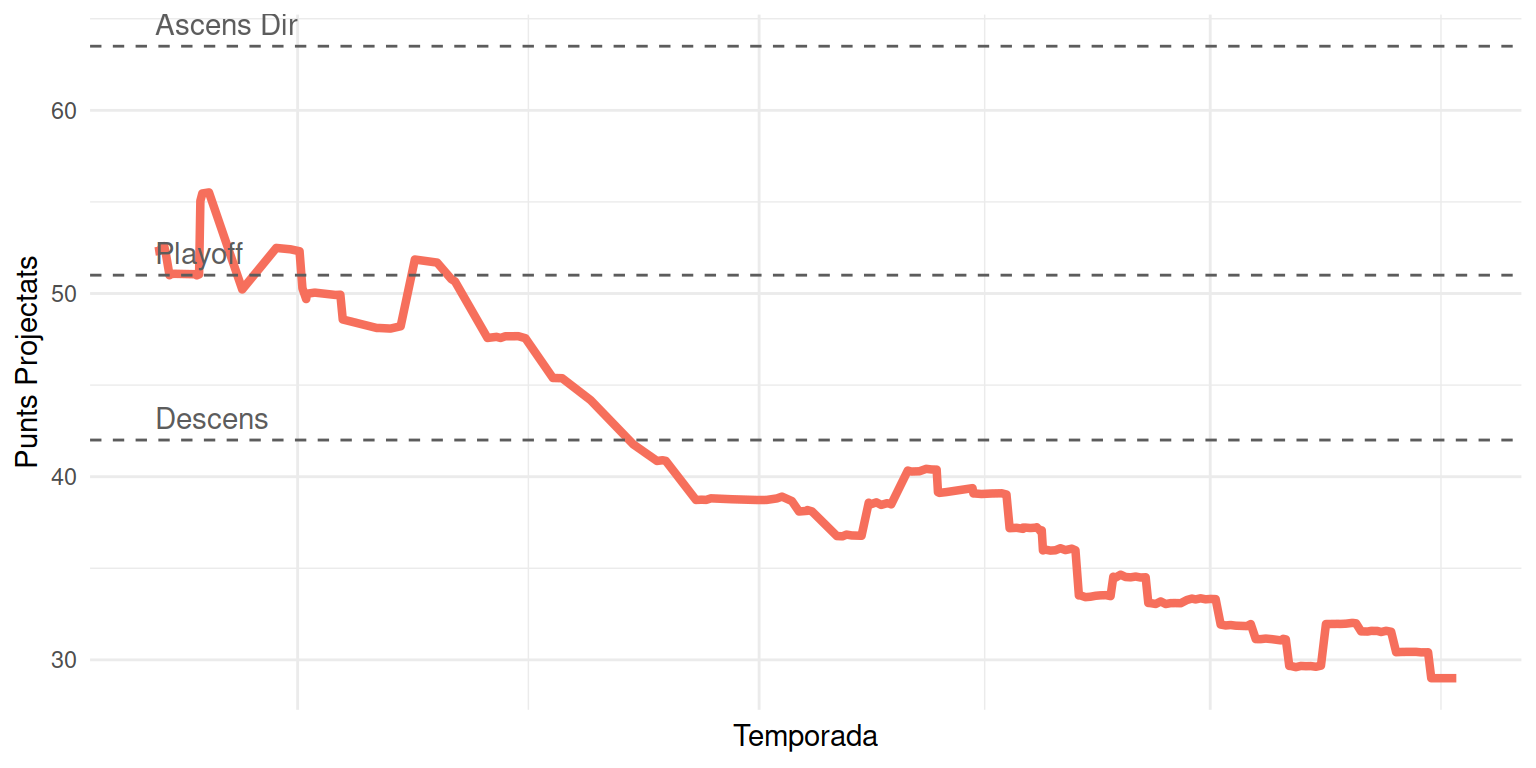 Ascens Dir
60
Playoff
50
Descens
40
30
Punts Projectats
Temporada